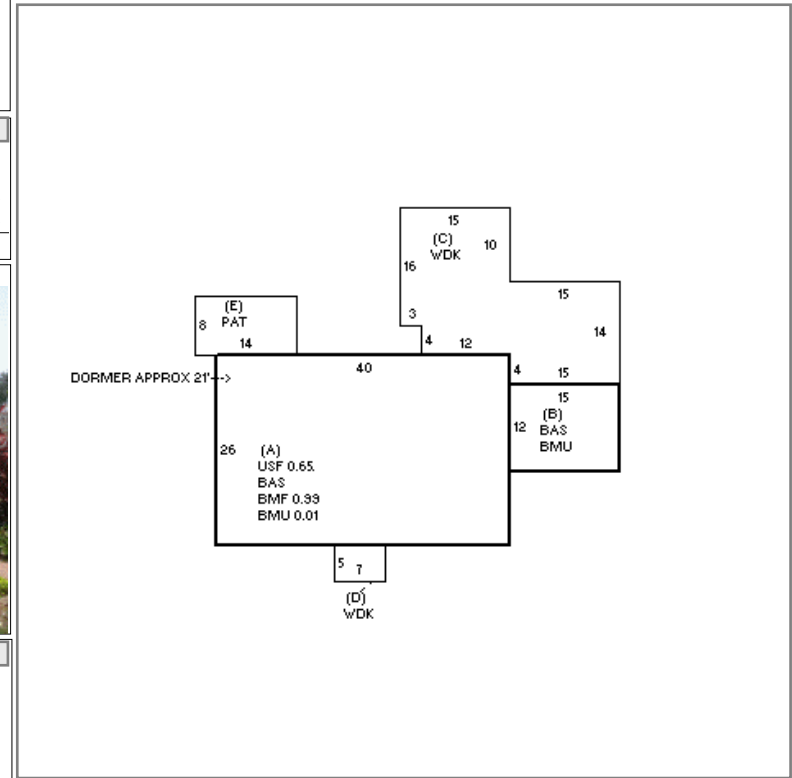 15
(C)
WDK
10
16
15
3
14
4
12
(E)
PAT
8
14
DORMER APPROX 21'-->
40
4
15
15
(B)
BAS
BMU
12
26
(A)
USF 0.65
BAS
BMF 0.99
BMU 0.01
5
7
(D)
WDK